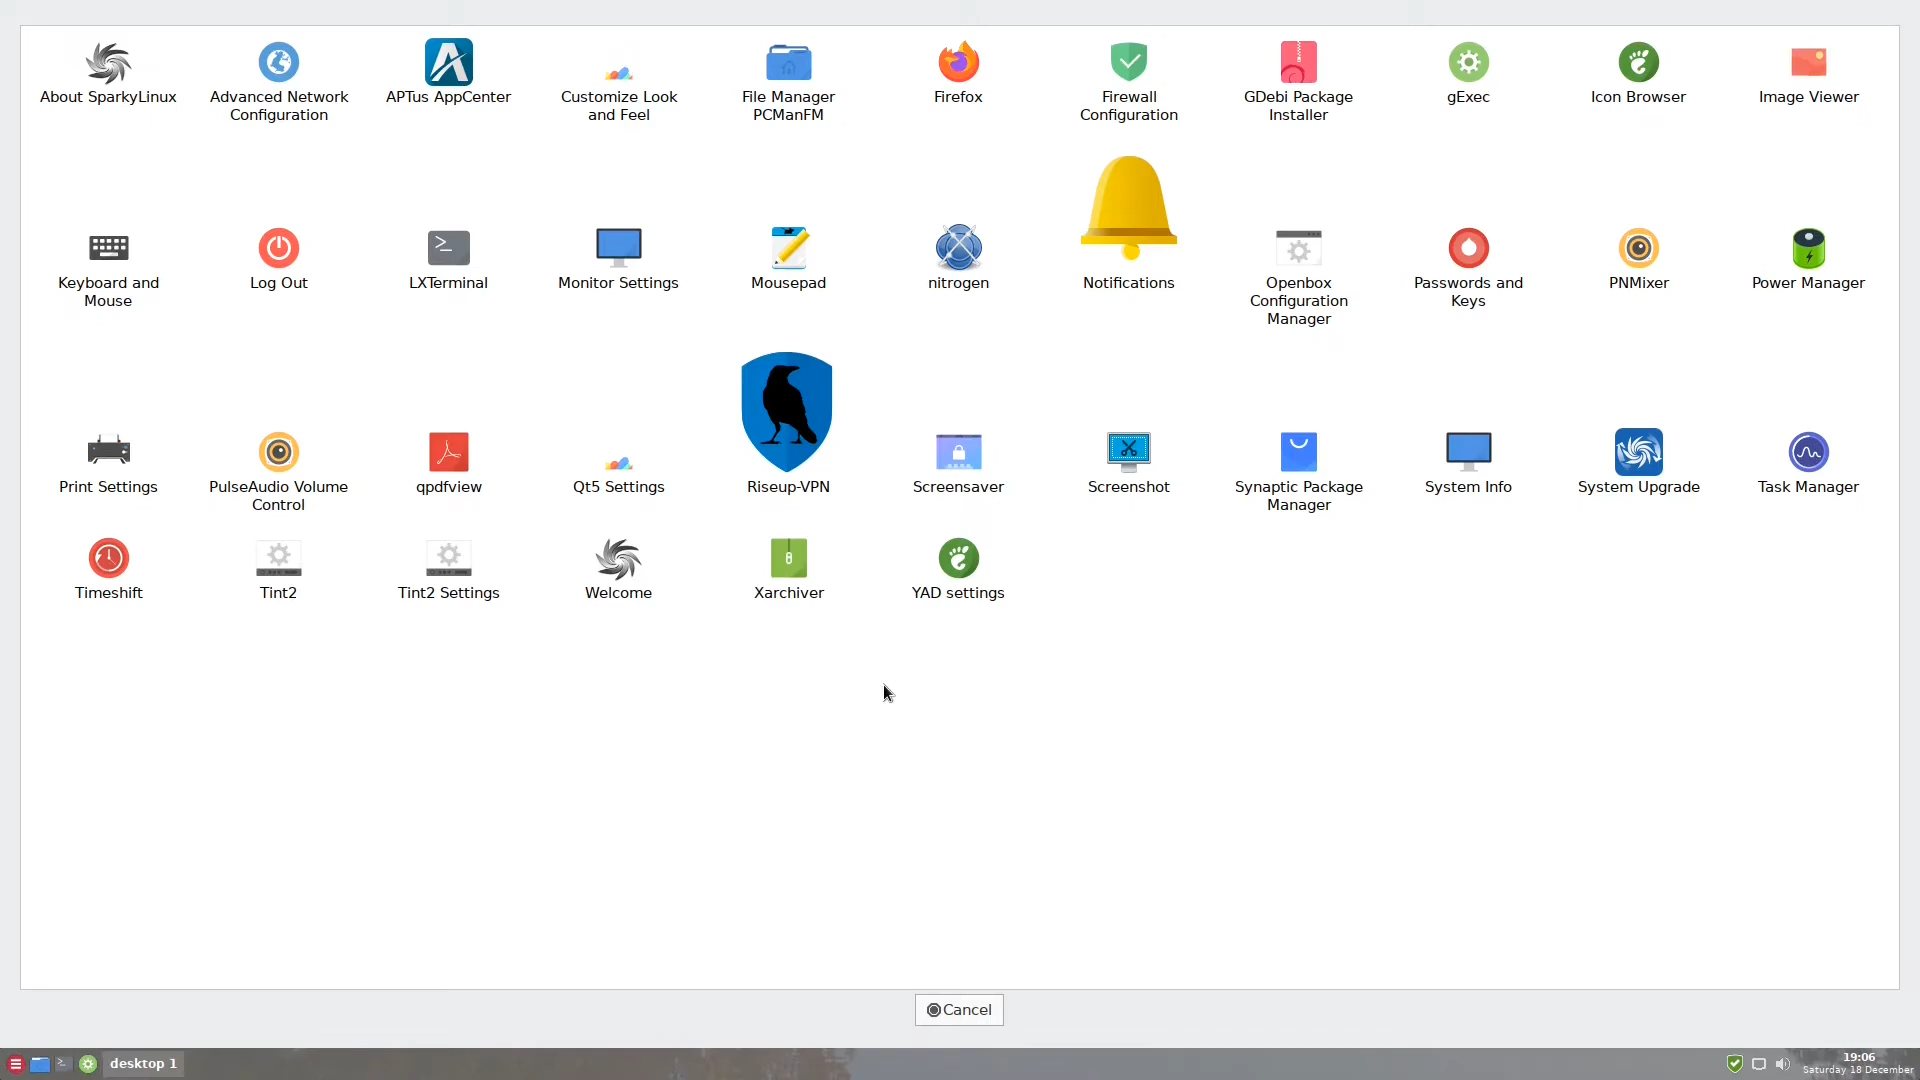 About SparkyLinux
Advanced Network
Configuration
APTus AppCenter
Customize Look
and Feel
File Manager
PCManFM
Firefox
Firewall
Configuration
GDebi Package
Installer
gExec
Icon Browser
Image Viewer
Keyboard and
Mouse
Log Out
LXTerminal
Monitor Settings
Mousepad
nitrogen
Notifications
Openbox
Configuration
Manager
Passwords and
Keys
PNMixer
Power Manager
Print Settings
PulseAudio Volume
Control
qpdfview
Qt5 Settings
Riseup-VPN
Screensaver
Screenshot
Synaptic Package
Manager
System Info
System Upgrade
Task Manager
Timeshift
Tint2
Tint2 Settings
Welcome
Xarchiver
YAD settings
Cancel
desktop 1
19:06
Saturday 18 December